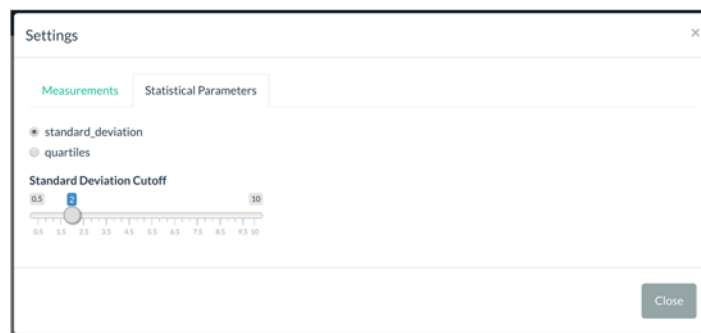 Settings
×
Measurements Statistical Parameters
standard_deviation
quartiles
Standard Deviation Cutoff
0.5 2 10
0.5 1.5 2.5 3.5 4.5 5.5 6.5 7.5 8.5 9.5 10
Close